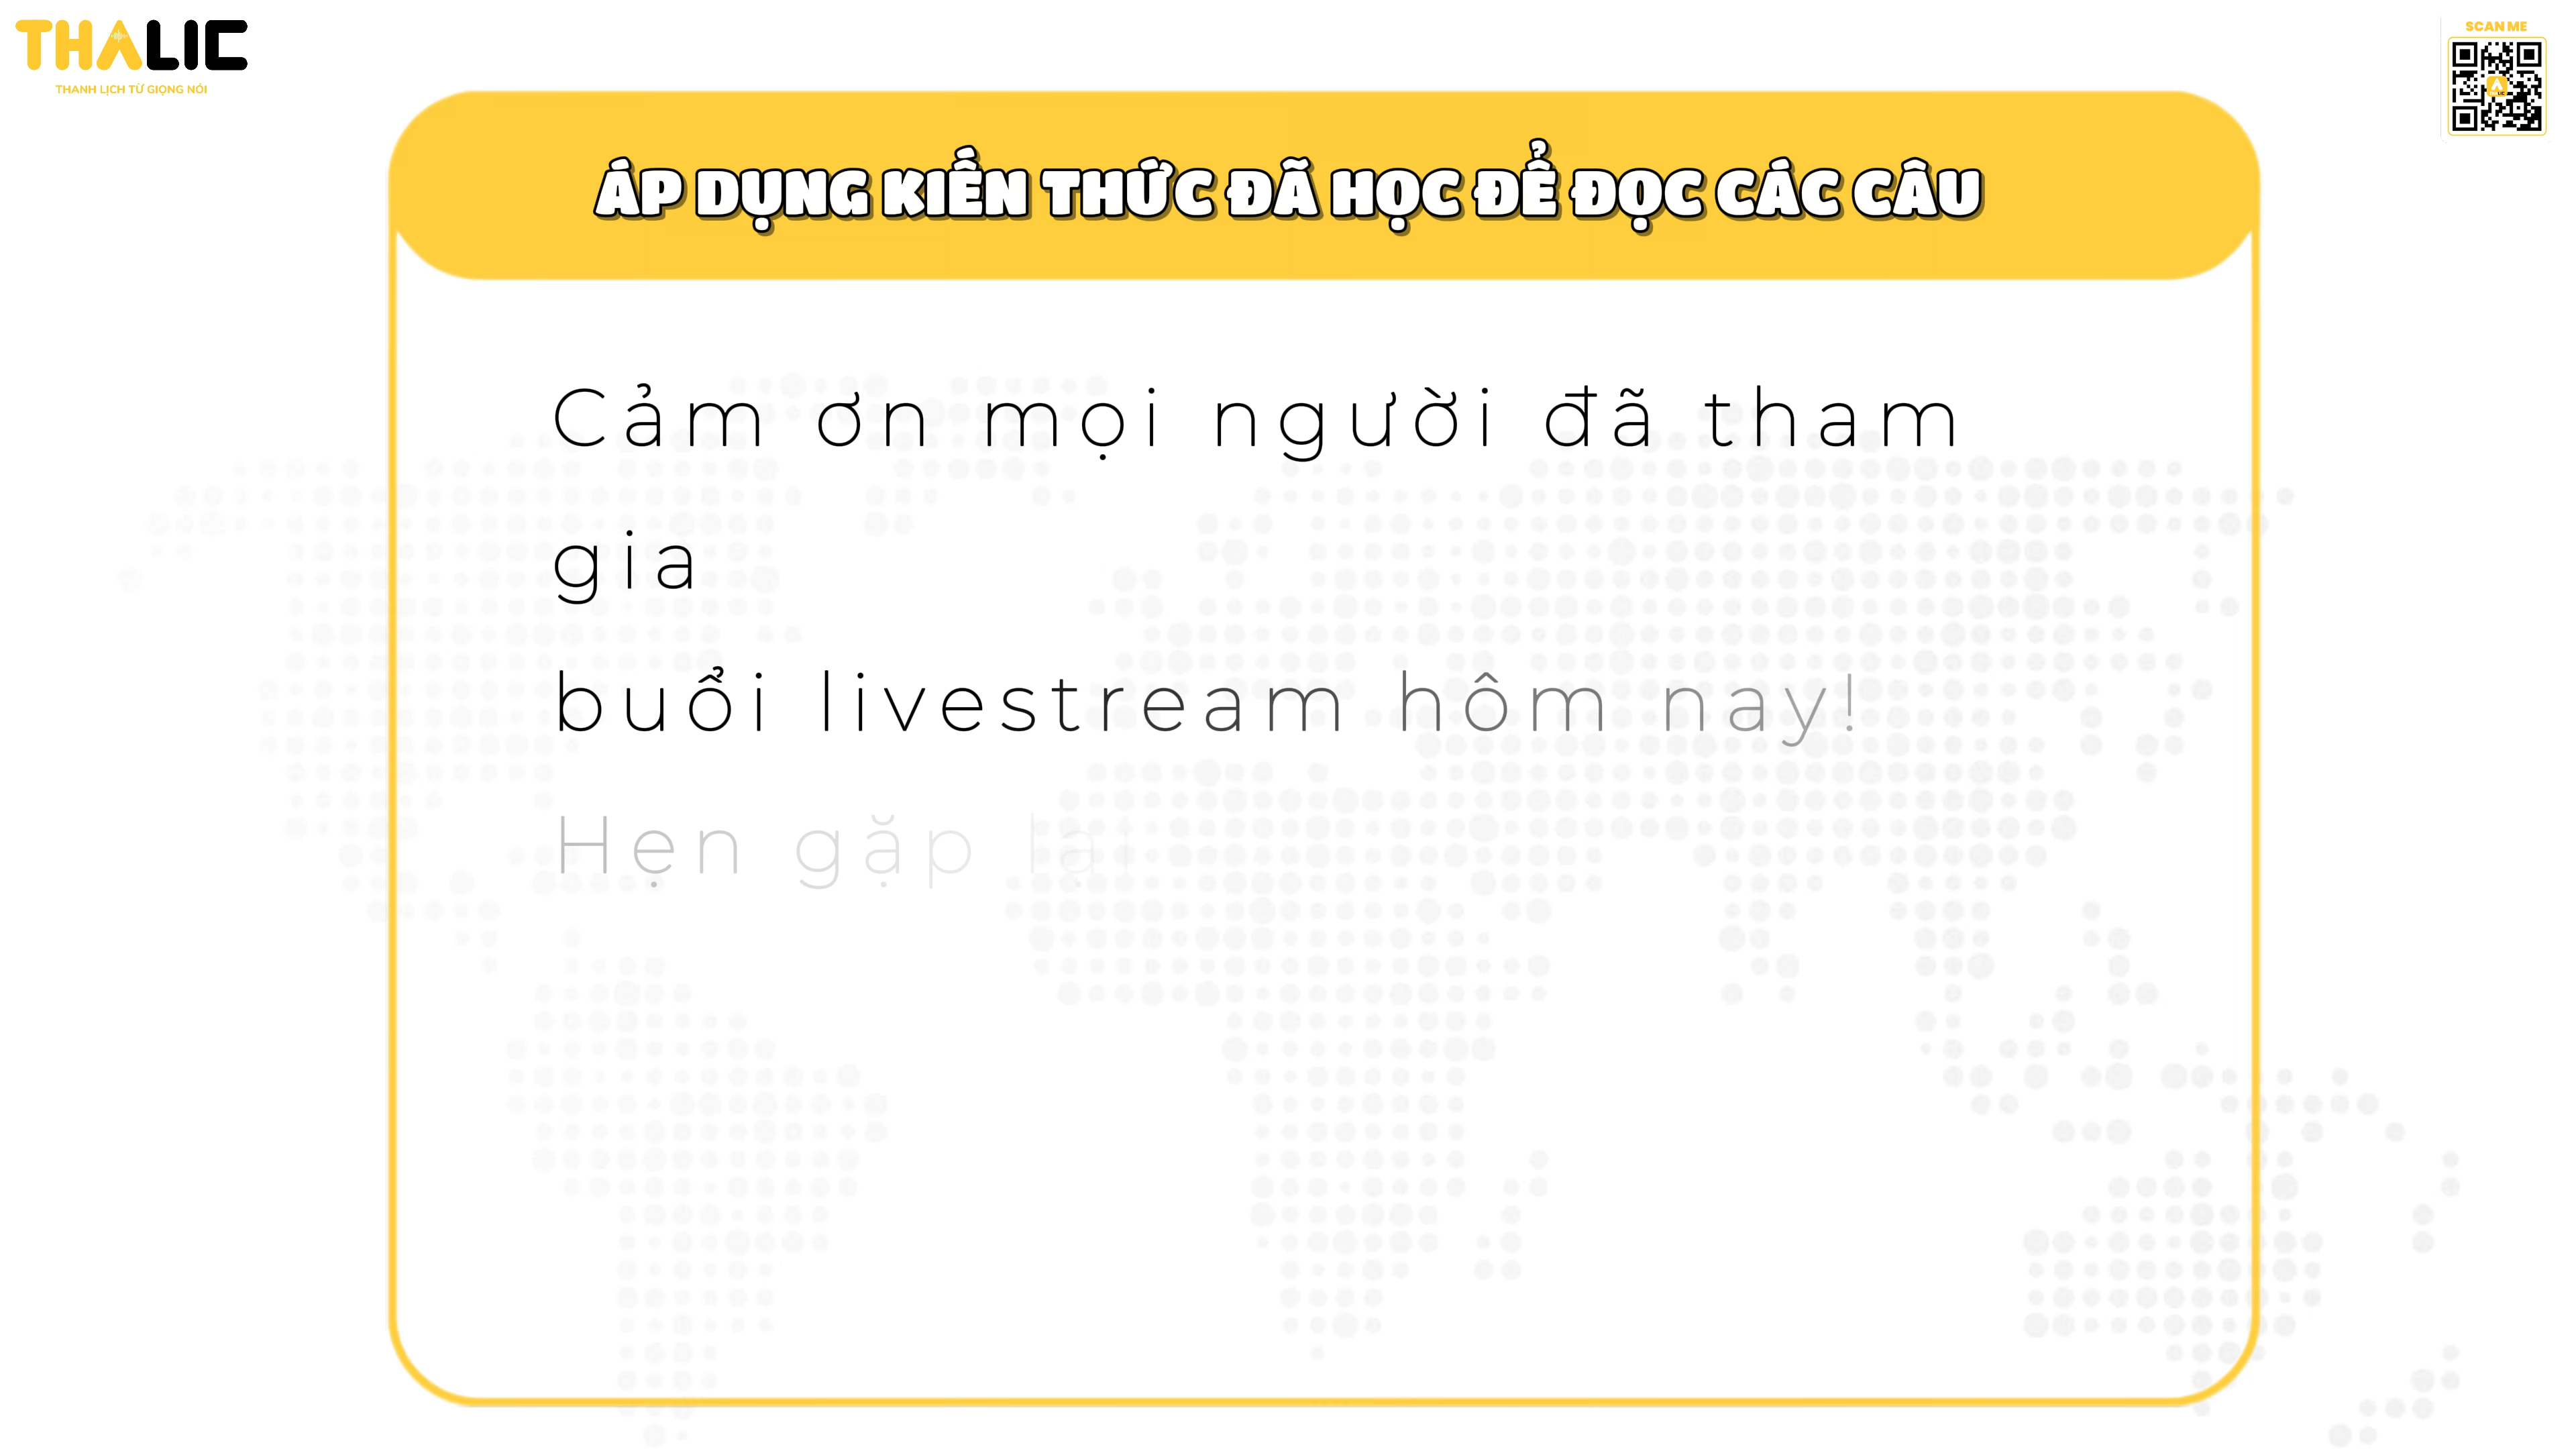 THALIC
THANH LỊCH TỪ GIỌNG NÓI
SCAN ME
ÁP DỤNG KIẾN THỨC ĐÃ HỌC ĐỂ ĐỌC CÁC CÂU
Cảm ơn mọi người đã tham
gia
buổi livestream hôm nay!
Hẹn gặp lại